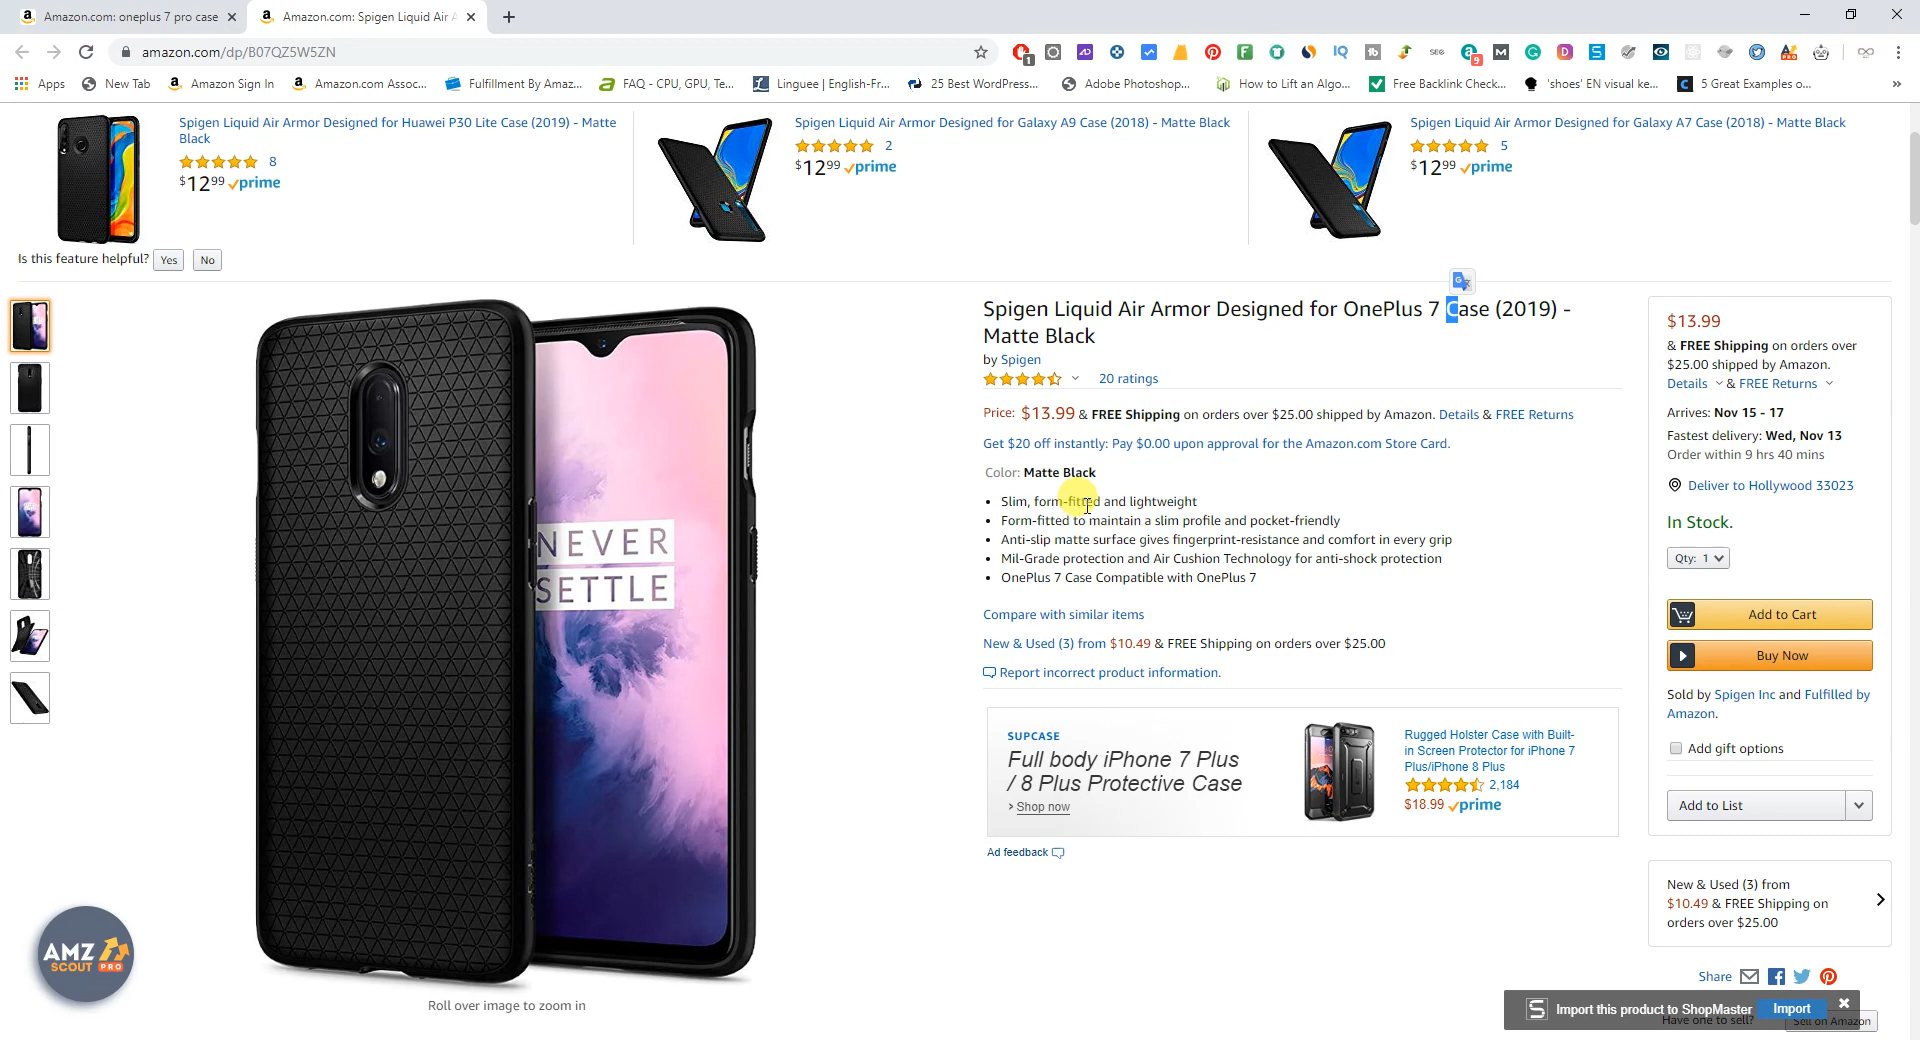 Amazon.com: oneplus 7 pro case
Amazon.com: Spigen Liquid Air A
amazon.com/dp/B07QZ5W5ZN
Apps
New Tab
Amazon Sign In
Amazon.com Assoc...
Fulfillment By Amaz...
FAQ - CPU, GPU, Te...
Linguee | English-Fr...
25 Best WordPress...
Adobe Photoshop...
How to Lift an Algo...
Free Backlink Check...
'shoes' EN visual ke...
5 Great Examples o...
Spigen Liquid Air Armor Designed for Huawei P30 Lite Case (2019) - Matte
Black
8
$12.99 prime
Spigen Liquid Air Armor Designed for Galaxy A9 Case (2018) - Matte Black
2
$12.99 prime
Spigen Liquid Air Armor Designed for Galaxy A7 Case (2018) - Matte Black
5
$12.99 prime
Is this feature helpful? Yes No
Spigen Liquid Air Armor Designed for OnePlus 7 Case (2019) -
Matte Black
by Spigen
20 ratings
Price: $13.99 & FREE Shipping on orders over $25.00 shipped by Amazon. Details & FREE Returns
Get $20 off instantly: Pay $0.00 upon approval for the Amazon.com Store Card.
Color: Matte Black
• Slim, form-fitted and lightweight
• Form-fitted to maintain a slim profile and pocket-friendly
• Anti-slip matte surface gives fingerprint-resistance and comfort in every grip
• Mil-Grade protection and Air Cushion Technology for anti-shock protection
• OnePlus 7 Case Compatible with OnePlus 7
Compare with similar items
New & Used (3) from $10.49 & FREE Shipping on orders over $25.00
Report incorrect product information.
SUPCASE
Full body iPhone 7 Plus
/ 8 Plus Protective Case
› Shop now
Rugged Holster Case with Built-
in Screen Protector for iPhone 7
Plus/iPhone 8 Plus
2,184
$18.99 prime
Ad feedback
NEVER
SETTLE
Roll over image to zoom in
AMZ
SCOUT PRO
$13.99
& FREE Shipping on orders over
$25.00 shipped by Amazon.
Details & FREE Returns
Arrives: Nov 15 - 17
Fastest delivery: Wed, Nov 13
Order within 9 hrs 40 mins
Deliver to Hollywood 33023
In Stock.
Qty: 1
Add to Cart
Buy Now
Sold by Spigen Inc and Fulfilled by
Amazon.
Add gift options
Add to List
New & Used (3) from
$10.49 & FREE Shipping on
orders over $25.00
Share
Import this product to ShopMaster Import
Have one to sell? Sell on Amazon